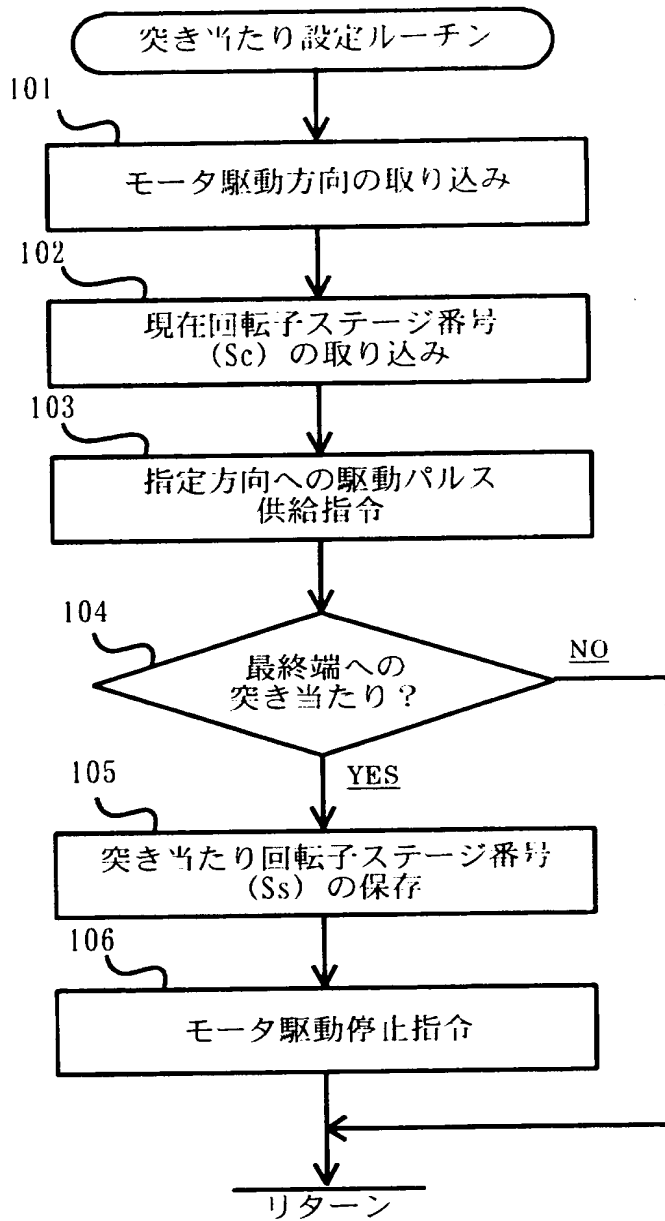 突き当たり設定ルーチン
101
モータ駆動方向の取り込み
102
現在回転子ステージ番号
(Sc) の取り込み
103
指定方向への駆動パルス
供給指令
104
最終端への
突き当たり？
NO
YES
105
突き当たり回転子ステージ番号
(Ss) の保存
106
モータ駆動停止指令
リターン